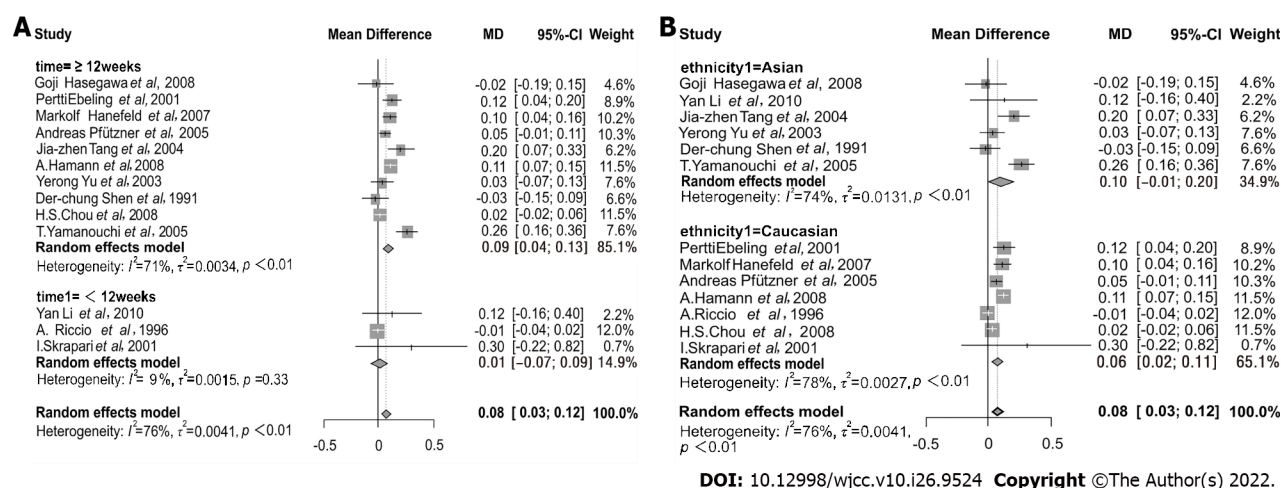 A Study Mean Difference MD 95%-CI Weight
time= ≥ 12weeks
Goji Hasegawa et al, 2008 -0.02 [-0.19; 0.15] 4.6%
PerttiEbeling et al, 2001 0.12 [ 0.04; 0.20] 8.9%
Markolf Hanefeld et al, 2007 0.10 [ 0.04; 0.16] 10.2%
Andreas Pfützner et al, 2005 0.05 [-0.01; 0.11] 10.3%
Jia-zhen Tang et al, 2004 0.20 [ 0.07; 0.33] 6.2%
A.Hamann et al, 2008 0.11 [ 0.07; 0.15] 11.5%
Yerong Yu et al, 2003 0.03 [-0.07; 0.13] 7.6%
Der-chung Shen et al, 1991 -0.03 [-0.15; 0.09] 6.6%
H.S.Chou et al, 2008 0.02 [-0.02; 0.06] 11.5%
T.Yamanouchi et al, 2005 0.26 [ 0.16; 0.36] 7.6%
Random effects model 0.09 [ 0.04; 0.13] 85.1%
Heterogeneity: I²=71%, τ²=0.0034, p <0.01
time1= < 12weeks
Yan Li et al, 2010 0.12 [-0.16; 0.40] 2.2%
A. Riccio et al, 1996 -0.01 [-0.04; 0.02] 12.0%
I.Skrapari et al, 2001 0.30 [-0.22; 0.82] 0.7%
Random effects model 0.01 [−0.07; 0.09] 14.9%
Heterogeneity: I²= 9%, τ²=0.0015, p =0.33
Random effects model 0.08 [ 0.03; 0.12] 100.0%
Heterogeneity: I²=76%, τ²=0.0041, p <0.01
-0.5 0 0.5
B Study Mean Difference MD 95%-CI Weight
ethnicity1=Asian
Goji Hasegawa et al, 2008 -0.02 [-0.19; 0.15] 4.6%
Yan Li et al, 2010 0.12 [-0.16; 0.40] 2.2%
Jia-zhen Tang et al, 2004 0.20 [ 0.07; 0.33] 6.2%
Yerong Yu et al, 2003 0.03 [-0.07; 0.13] 7.6%
Der-chung Shen et al, 1991 -0.03 [-0.15; 0.09] 6.6%
T.Yamanouchi et al, 2005 0.26 [ 0.16; 0.36] 7.6%
Random effects model 0.10 [−0.01; 0.20] 34.9%
Heterogeneity: I²=74%, τ²=0.0131, p <0.01
ethnicity1=Caucasian
PerttiEbeling et al, 2001 0.12 [ 0.04; 0.20] 8.9%
Markolf Hanefeld et al, 2007 0.10 [ 0.04; 0.16] 10.2%
Andreas Pfützner et al, 2005 0.05 [-0.01; 0.11] 10.3%
A.Hamann et al, 2008 0.11 [ 0.07; 0.15] 11.5%
A.Riccio et al, 1996 -0.01 [-0.04; 0.02] 12.0%
H.S.Chou et al, 2008 0.02 [-0.02; 0.06] 11.5%
I.Skrapari et al, 2001 0.30 [-0.22; 0.82] 0.7%
Random effects model 0.06 [0.02; 0.11] 65.1%
Heterogeneity: I²=78%, τ²=0.0027, p <0.01
Random effects model 0.08 [ 0.03; 0.12] 100.0%
Heterogeneity: I²=76%, τ²=0.0041,
p <0.01
-0.5 0 0.5
DOI: 10.12998/wjcc.v10.i26.9524 Copyright ©The Author(s) 2022.